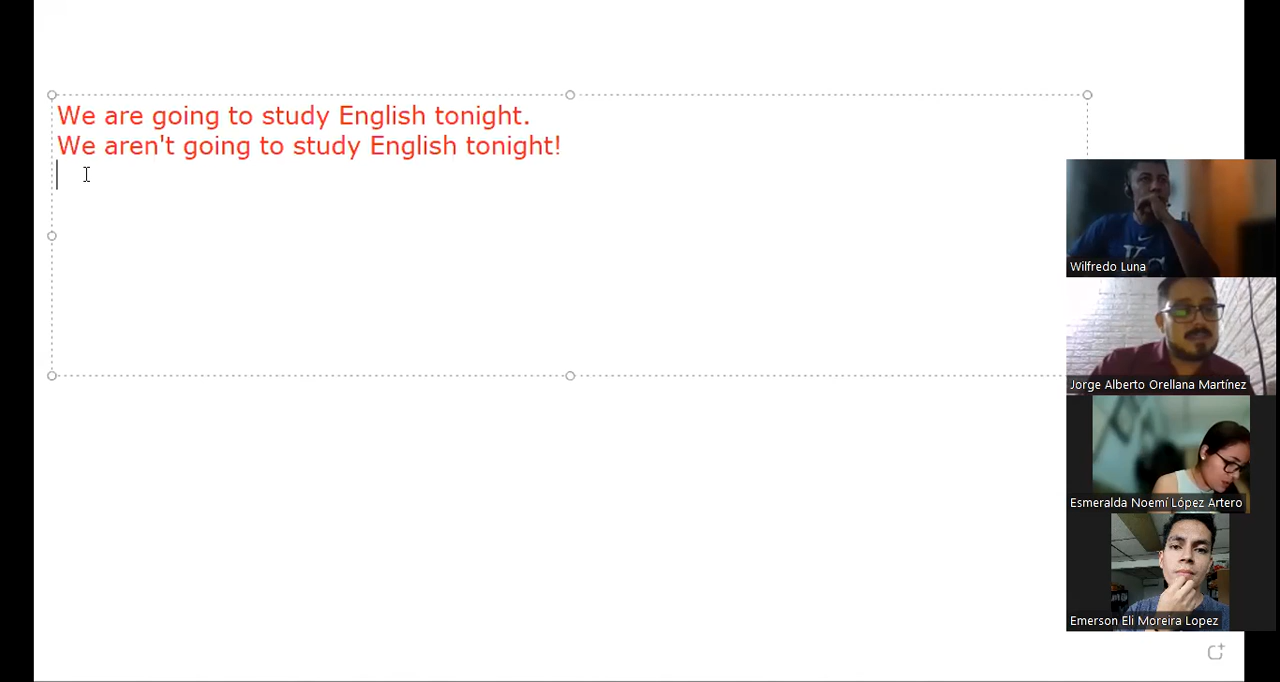 We are going to study English tonight.
We aren't going to study English tonight!
Wilfredo Luna
Jorge Alberto Orellana Martínez
Esmeralda Noemí López Artero
Emerson Eli Moreira Lopez